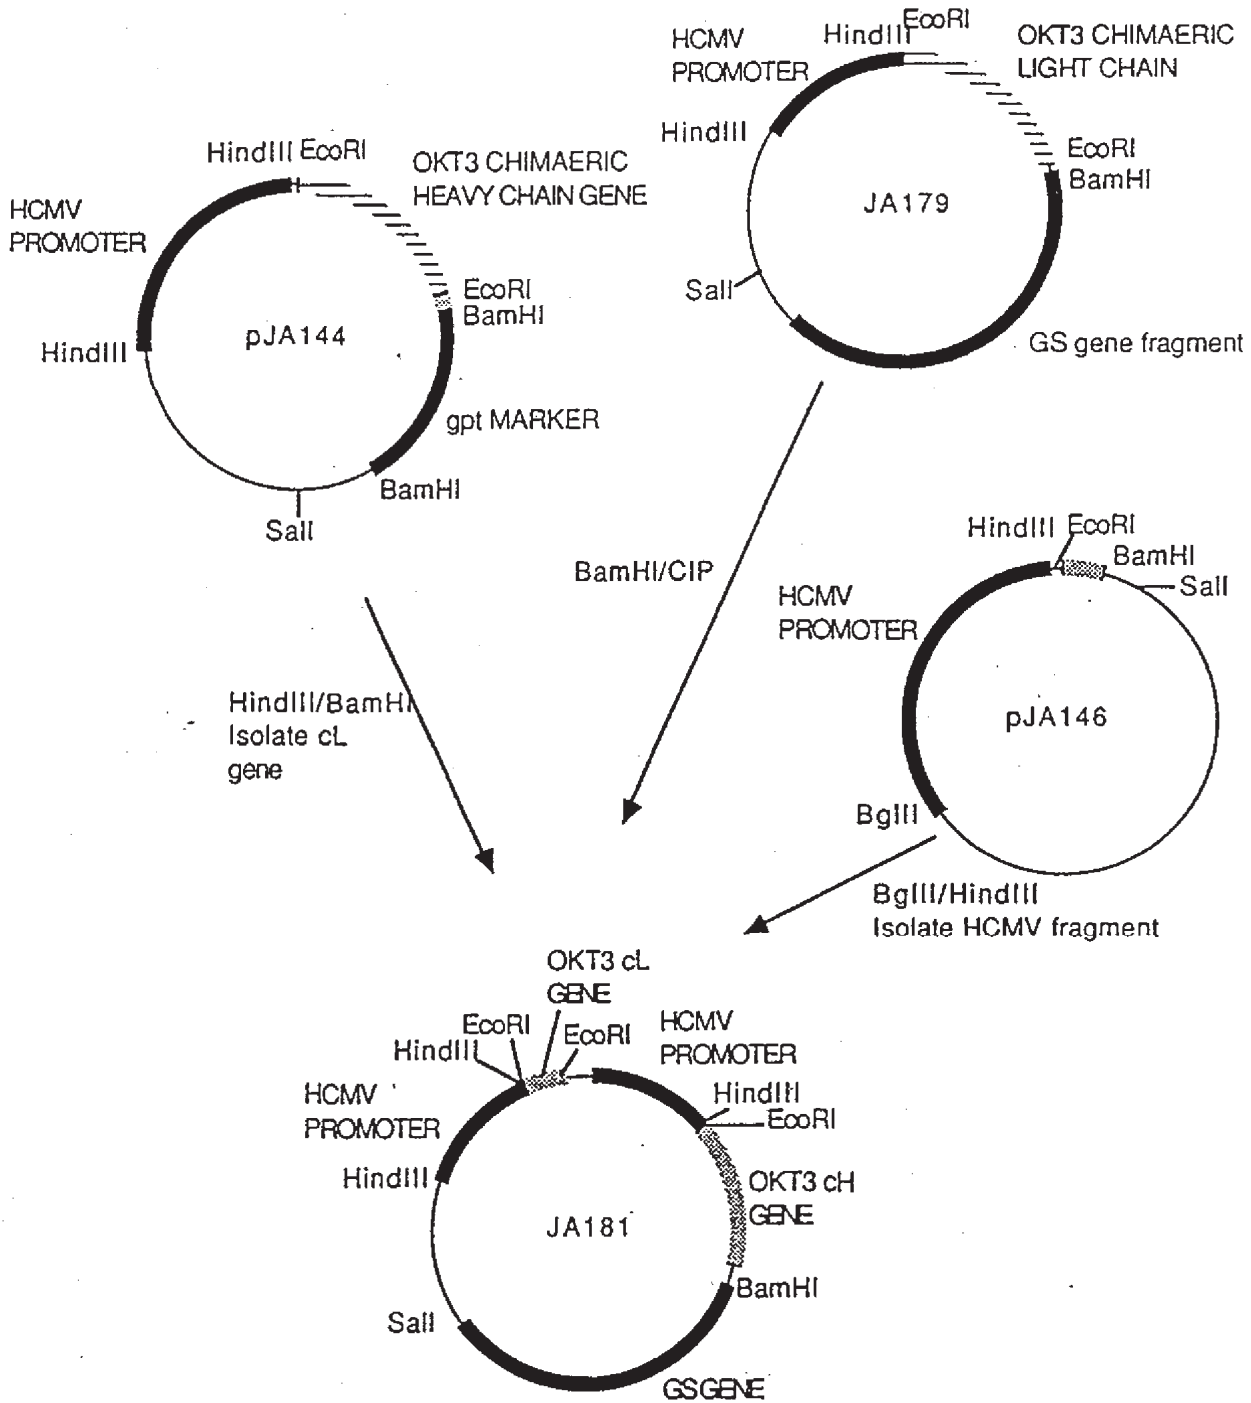 HCMV
PROMOTER
HindIII
EcoRI
OKT3 CHIMAERIC
LIGHT CHAIN
HindIII
EcoRI
BamHI
JA179
SalI
GS gene fragment
HindIII
EcoRI
OKT3 CHIMAERIC
HEAVY CHAIN GENE
HCMV
PROMOTER
EcoRI
BamHI
pJA144
HindIII
gpt MARKER
BamHI
SalI
BamHI/CIP
HindIII
EcoRI
BamHI
SalI
HCMV
PROMOTER
pJA146
BglII
HindIII/BamHI
Isolate cL
gene
BglII/HindIII
Isolate HCMV fragment
OKT3 cL
GENE
EcoRI
EcoRI
HCMV
PROMOTER
HindIII
HCMV
PROMOTER
HindIII
EcoRI
HindIII
OKT3 cH
GENE
JA181
BamHI
SalI
GS GENE